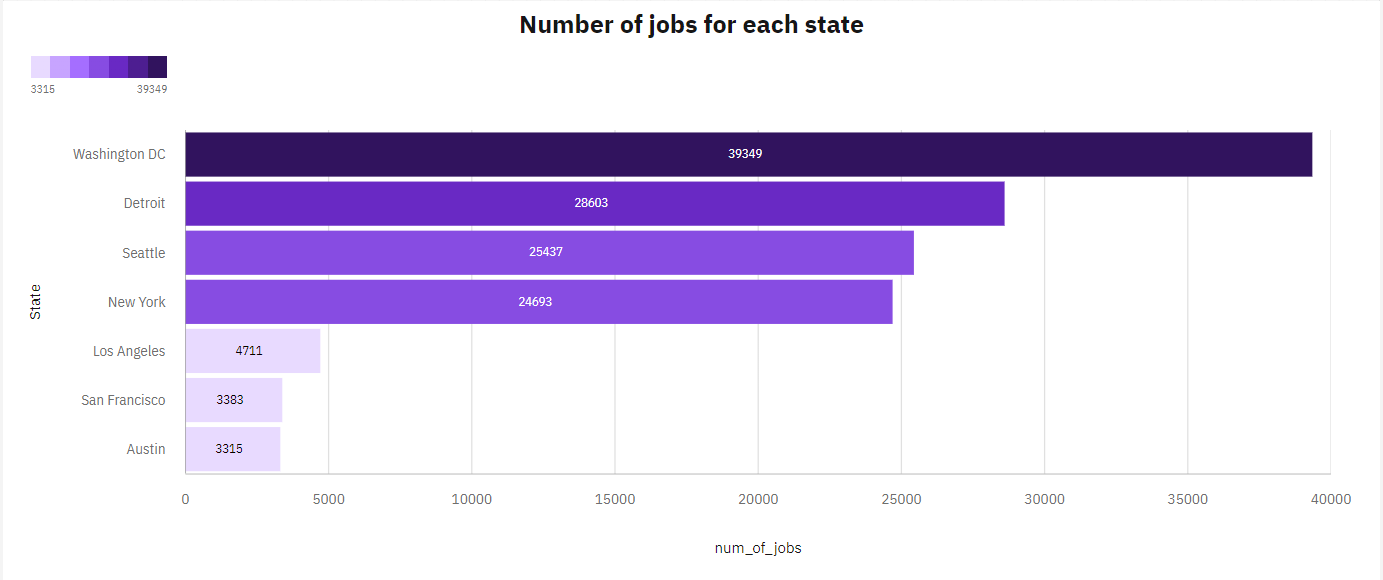 Number of jobs for each state
3315 39349
Washington DC 39349
Detroit 28603
Seattle 25437
New York 24693
Los Angeles 4711
San Francisco 3383
Austin 3315
State
0 5000 10000 15000 20000 25000 30000 35000 40000
num_of_jobs